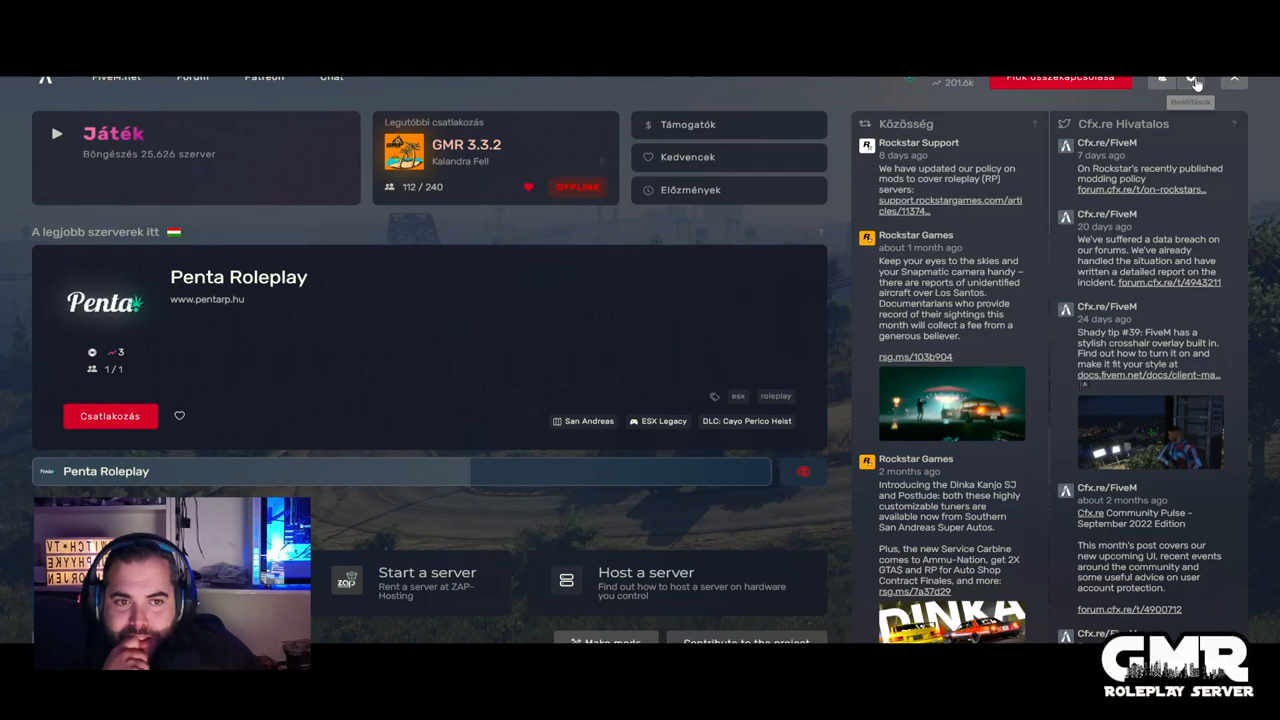 FiveM.net
Forum
Patreon
Chat
201.6k
Fiók összekapcsolása
Beállítások
Játék
Böngészés 25,626 szerver
Legutóbbi csatlakozás
GMR 3.3.2
Kalandra Fell
112 / 240
OFFLINE
$ Támogatók
Kedvencek
Előzmények
A legjobb szerverek itt
?
Penta
Penta Roleplay
www.pentarp.hu
3
1 / 1
Csatlakozás
esx
roleplay
San Andreas
ESX Legacy
DLC: Cayo Perico Heist
Penta Roleplay
Start a server
Rent a server at ZAP-
Hosting
Host a server
Find out how to host a server on hardware
you control
Make mods
Contribute to the project
Közösség
?
Rockstar Support
8 days ago
We have updated our policy on
mods to cover roleplay (RP)
servers:
support.rockstargames.com/arti
cles/11374…
Rockstar Games
about 1 month ago
Keep your eyes to the skies and
your Snapmatic camera handy –
there are reports of unidentified
aircraft over Los Santos.
Documentarians who provide
record of their sightings this
month will collect a fee from a
generous believer.
rsg.ms/103b904
Rockstar Games
2 months ago
Introducing the Dinka Kanjo SJ
and Postlude: both these highly
customizable tuners are
available now from Southern
San Andreas Super Autos.
Plus, the new Service Carbine
comes to Ammu-Nation, get 2X
GTA$ and RP for Auto Shop
Contract Finales, and more:
rsg.ms/7a37d29
DINKA
Cfx.re Hivatalos
?
Cfx.re/FiveM
7 days ago
On Rockstar's recently published
modding policy
forum.cfx.re/t/on-rockstars…
Cfx.re/FiveM
20 days ago
We've suffered a data breach on
our forums. We've already
handled the situation and have
written a detailed report on the
incident. forum.cfx.re/t/4943211
Cfx.re/FiveM
24 days ago
Shady tip #39: FiveM has a
stylish crosshair overlay built in.
Find out how to turn it on and
make it fit your style at
docs.fivem.net/docs/client-ma…
Cfx.re/FiveM
about 2 months ago
Cfx.re Community Pulse –
September 2022 Edition
This month's post covers our
new upcoming UI, recent events
around the community and
some useful advice on user
account protection.
forum.cfx.re/t/4900712
Cfx.re/FiveM
GMR
ROLEPLAY SERVER